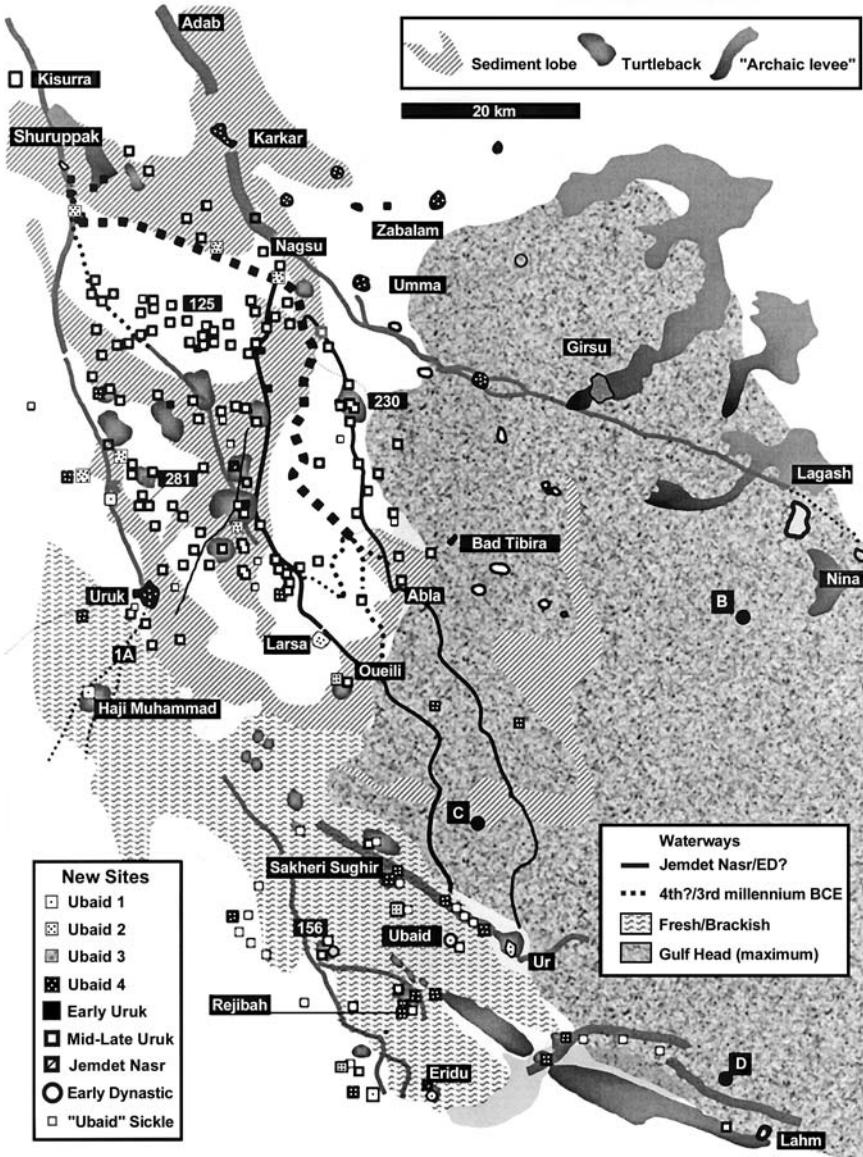 Adab
Sediment lobe
Turtleback
"Archaic levee"
Kisurra
20 km
Shuruppak
Karkar
Zabalam
Nagsu
Umma
125
Girsu
230
281
Lagash
Bad Tibira
Nina
Uruk
Abla
B
Larsa
1A
Oueili
Haji Muhammad
C
Waterways
Jemdet Nasr/ED?
4th?/3rd millennium BCE
Fresh/Brackish
Gulf Head (maximum)
Sakheri Sughir
New Sites
Ubaid 1
Ubaid 2
Ubaid 3
Ubaid 4
Early Uruk
Mid-Late Uruk
Jemdet Nasr
Early Dynastic
"Ubaid" Sickle
156
Ubaid
Ur
Rejibah
Eridu
D
Lahm